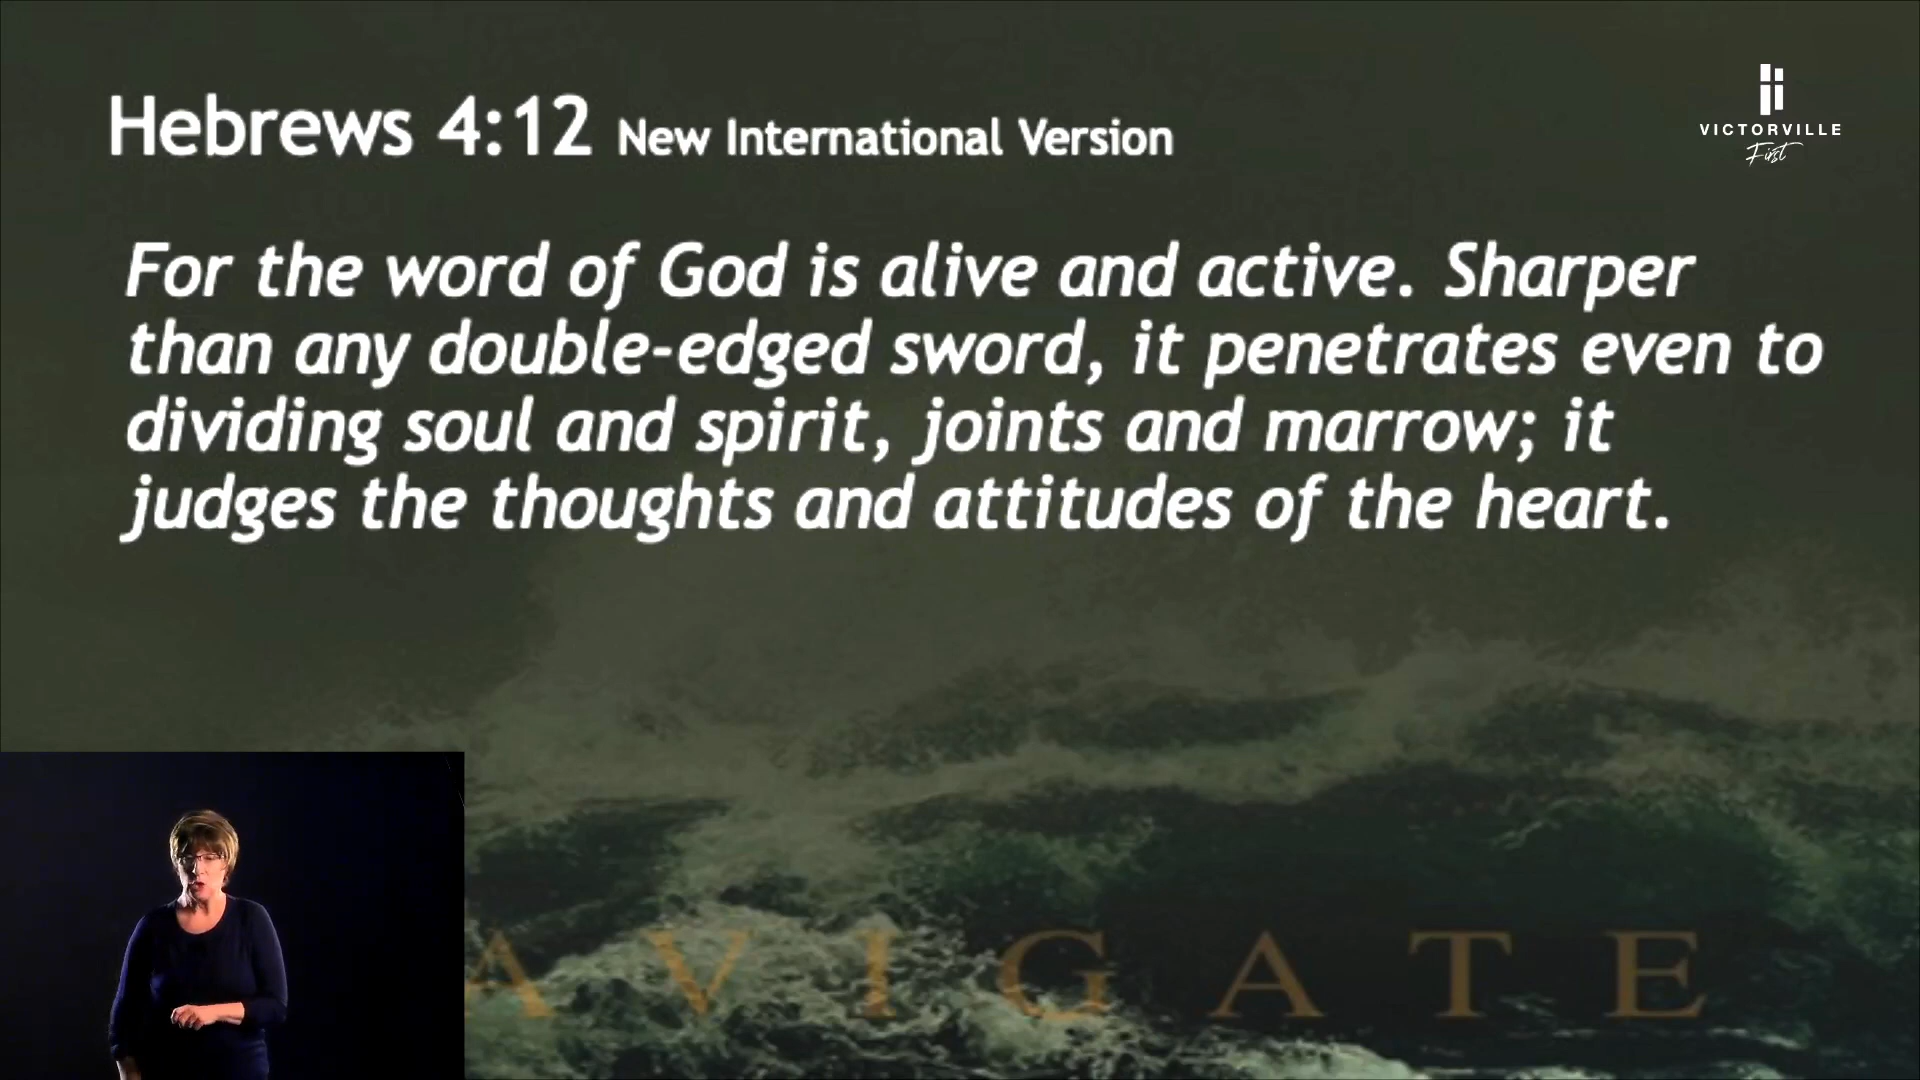 Hebrews 4:12 New International Version
VICTORVILLE
First
For the word of God is alive and active. Sharper
than any double-edged sword, it penetrates even to
dividing soul and spirit, joints and marrow; it
judges the thoughts and attitudes of the heart.
AVIGATE